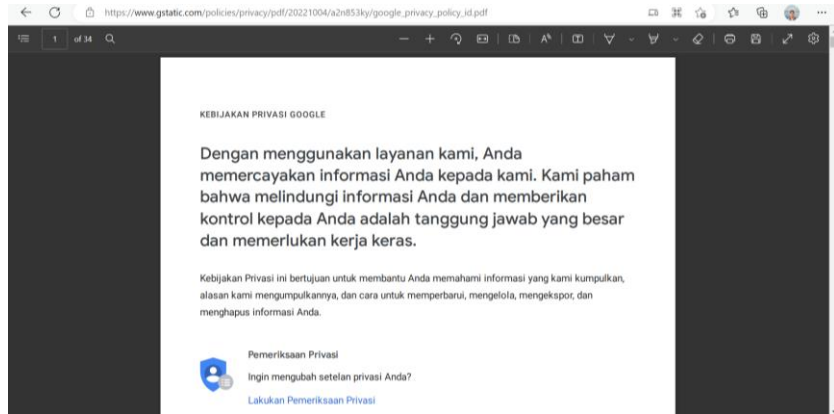 https://www.gstatic.com/policies/privacy/pdf/20221004/a2n853ky/google_privacy_policy_id.pdf
1 of 34
KEBIJAKAN PRIVASI GOOGLE
Dengan menggunakan layanan kami, Anda
memercayakan informasi Anda kepada kami. Kami paham
bahwa melindungi informasi Anda dan memberikan
kontrol kepada Anda adalah tanggung jawab yang besar
dan memerlukan kerja keras.
Kebijakan Privasi ini bertujuan untuk membantu Anda memahami informasi yang kami kumpulkan,
alasan kami mengumpulkannya, dan cara untuk memperbarui, mengelola, mengekspor, dan
menghapus informasi Anda.
Pemeriksaan Privasi
Ingin mengubah setelan privasi Anda?
Lakukan Pemeriksaan Privasi